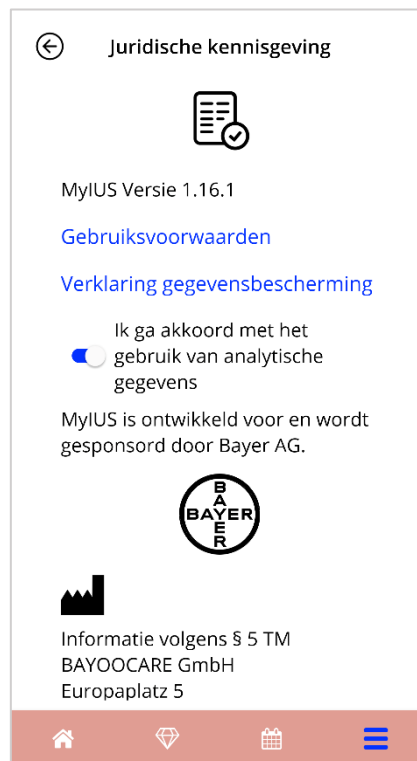 Juridische kennisgeving
MyIUS Versie 1.16.1
Gebruiksvoorwaarden
Verklaring gegevensbescherming
Ik ga akkoord met het
gebruik van analytische
gegevens
MyIUS is ontwikkeld voor en wordt
gesponsord door Bayer AG.
BAYER
BAYER
Informatie volgens § 5 TM
BAYOOCARE GmbH
Europaplatz 5